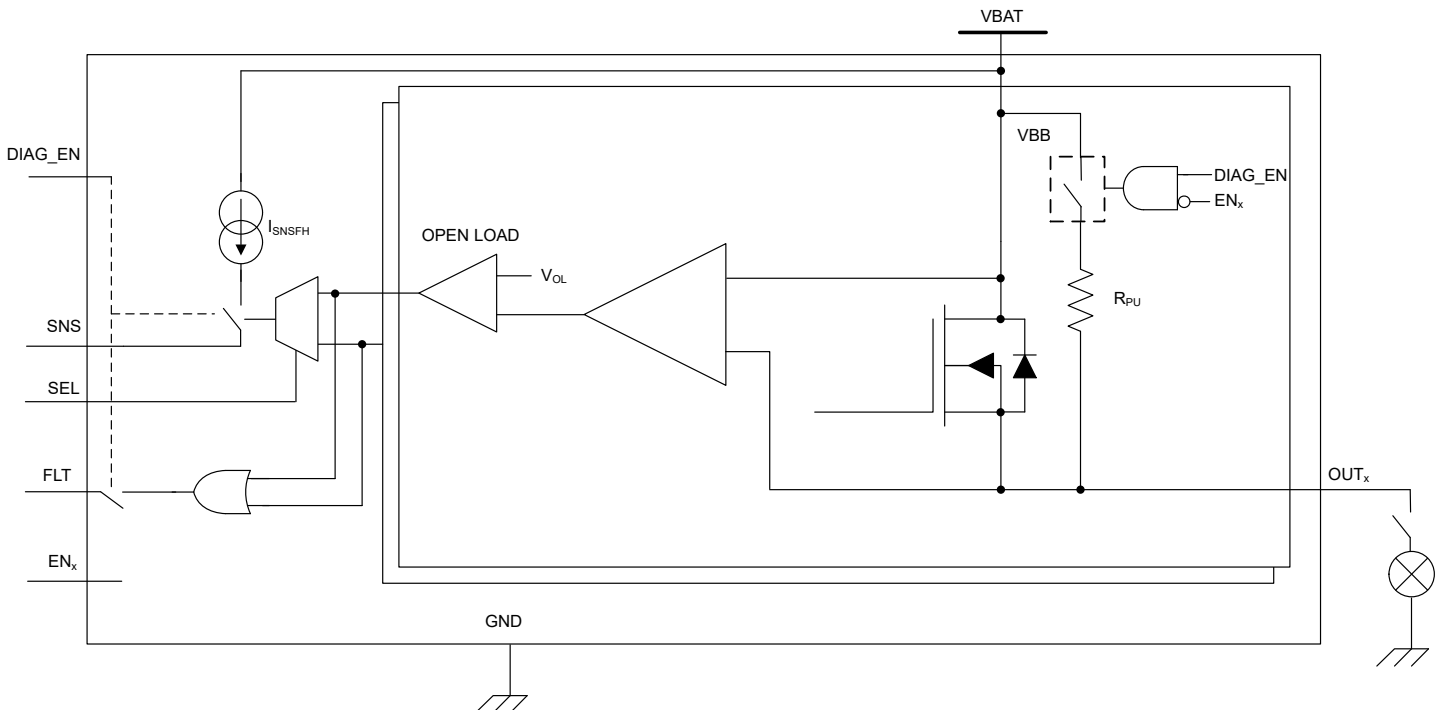 VBAT
DIAG_EN
VBB
DIAG_EN
ENx
ISNSFH
OPEN LOAD
VOL
RPU
SNS
SEL
FLT
OUTx
ENx
GND